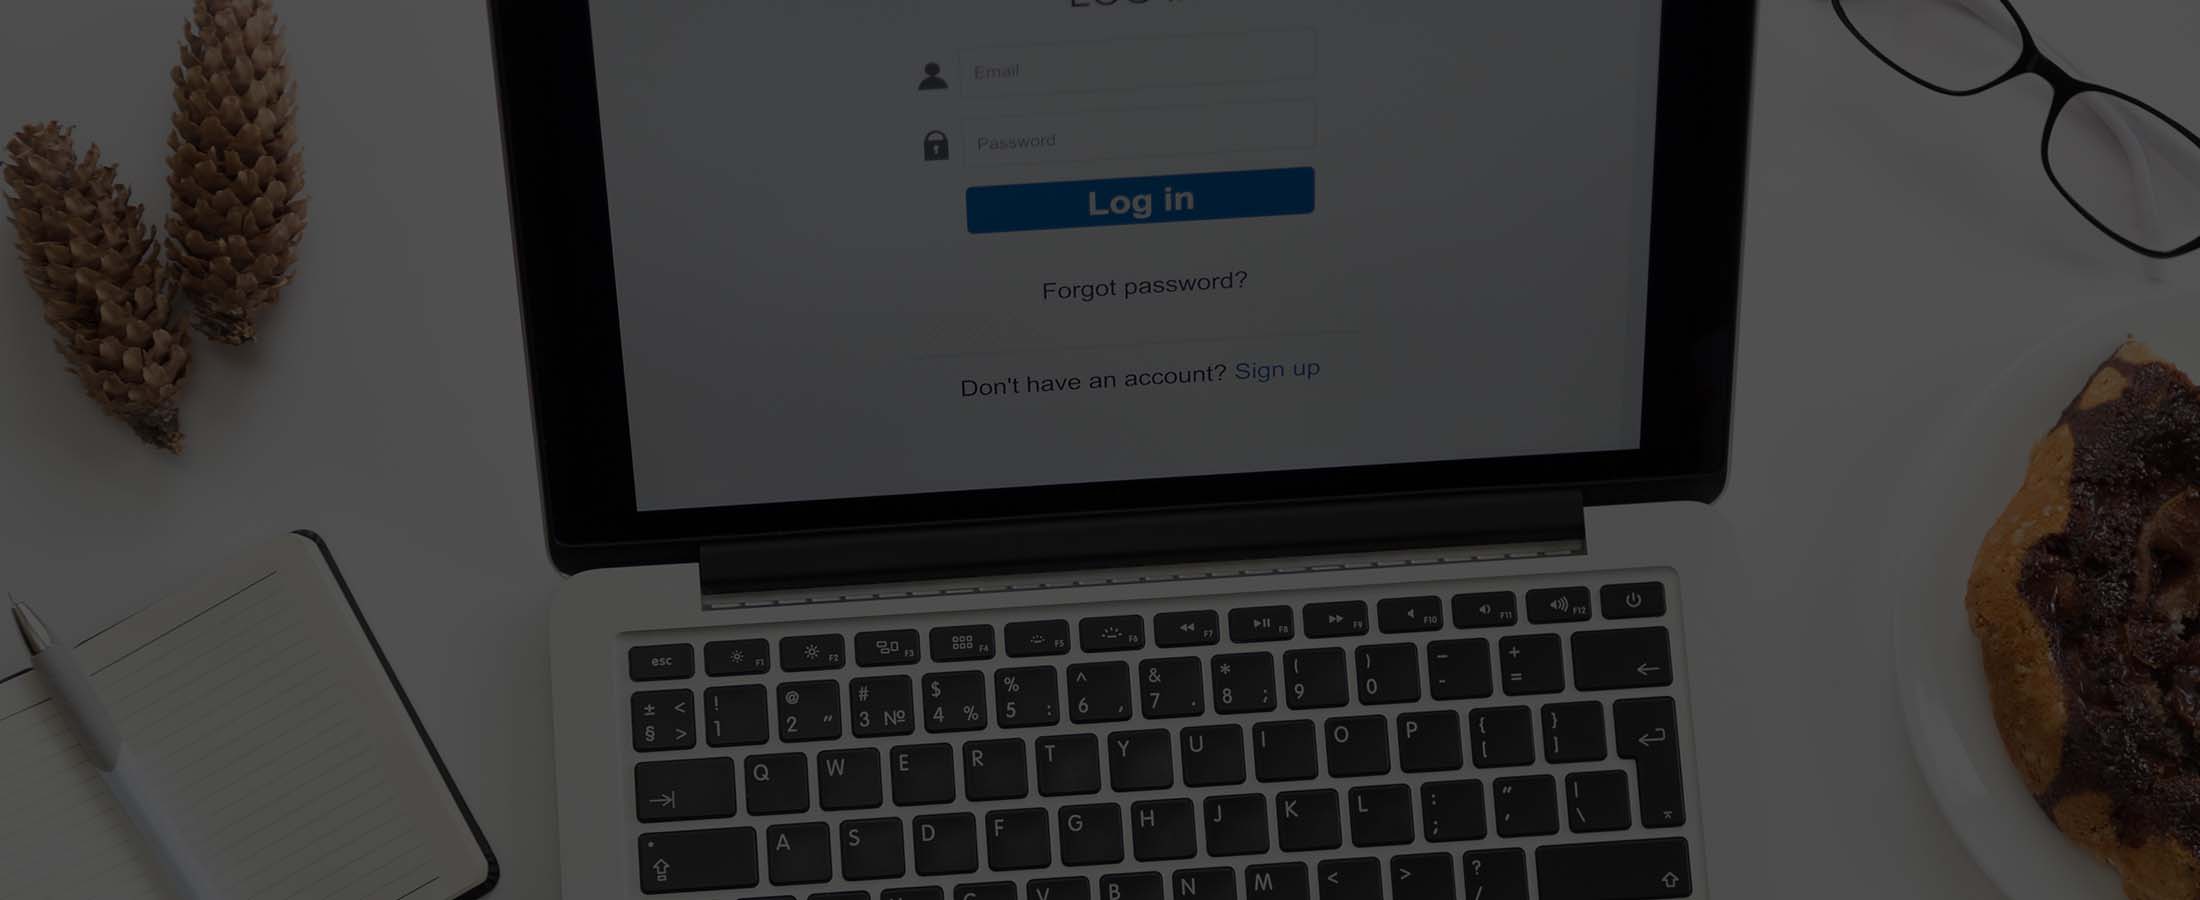 Email
Password
Log in
Forgot password?
Don't have an account? Sign up
esc F1 F2 F3 F4 F5 F6 F7 F8 F9 F10 F11 F12
± < ! @ # $ % ^ & * ( ) — +
§ > 1 2 " 3 № 4 % 5 : 6 , 7 . 8 ; 9 0 - =
Q W E R T Y U I O P { }
[ ]
A S D F G H J K L : " |
; ' \
V B N M < > ?
/